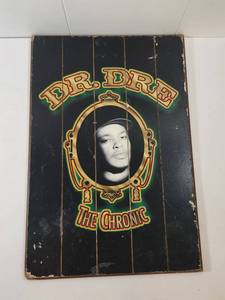 DR. DRE
THE CHRONIC